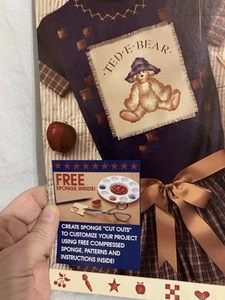 ·TED·E·BEAR·
FREE
SPONGE INSIDE!
CREATE SPONGE "CUT OUTS"
TO CUSTOMIZE YOUR PROJECT
USING FREE COMPRESSED
SPONGE, PATTERNS AND
INSTRUCTIONS INSIDE!